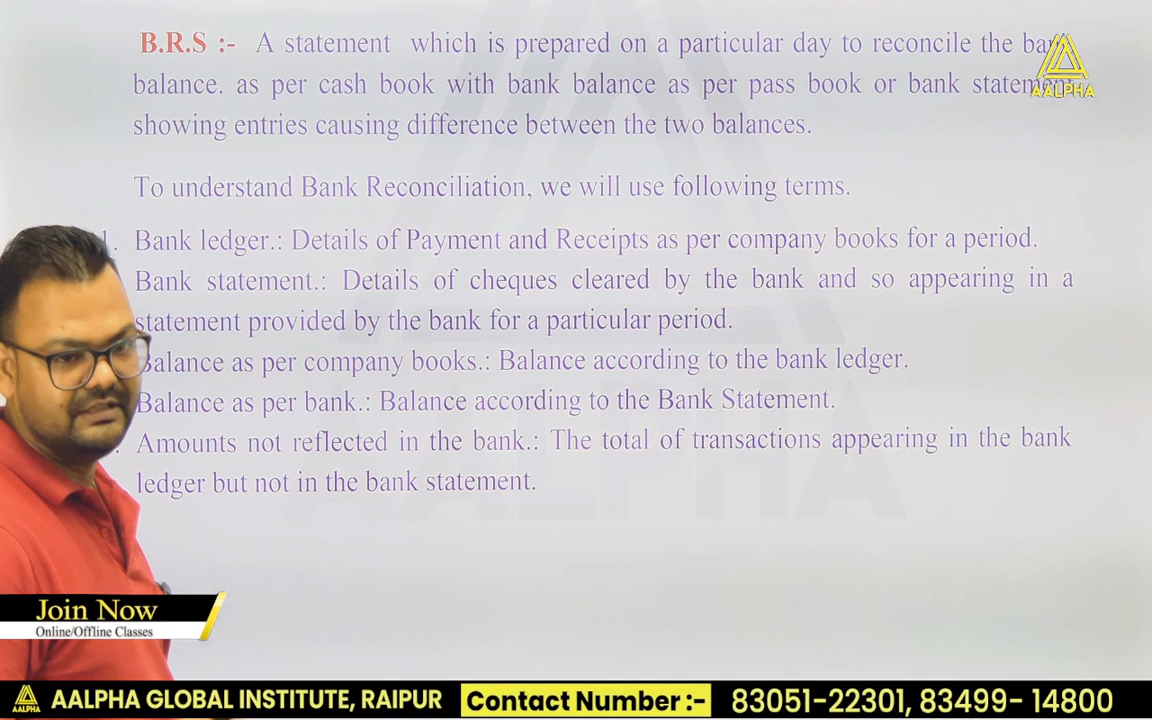 B.R.S :- A statement which is prepared on a particular day to reconcile the bank
balance. as per cash book with bank balance as per pass book or bank statement
showing entries causing difference between the two balances.
To understand Bank Reconciliation, we will use following terms.
1. Bank ledger.: Details of Payment and Receipts as per company books for a period.
Bank statement.: Details of cheques cleared by the bank and so appearing in a
statement provided by the bank for a particular period.
Balance as per company books.: Balance according to the bank ledger.
Balance as per bank.: Balance according to the Bank Statement.
Amounts not reflected in the bank.: The total of transactions appearing in the bank
ledger but not in the bank statement.
AALPHA
AALPHA
Join Now
Online/Offline Classes
AALPHA
AALPHA GLOBAL INSTITUTE, RAIPUR Contact Number :- 83051-22301, 83499- 14800